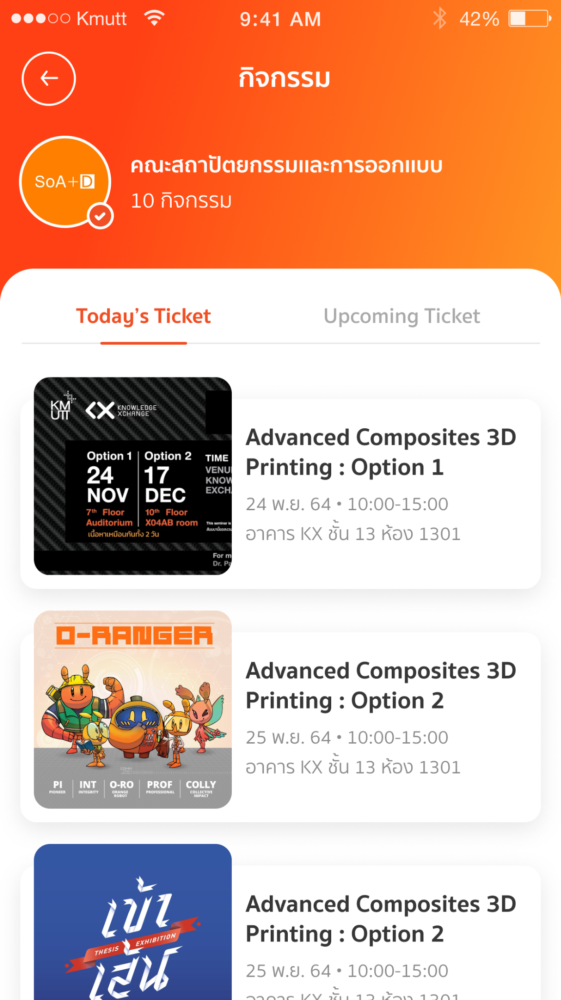 Kmutt
9:41 AM
42%
กิจกรรม
SoA+D
คณะสถาปัตยกรรมและการออกแบบ
10 กิจกรรม
Today’s Ticket
Upcoming Ticket
KM
UTT
KX KNOWLEDGE
XCHANGE
Option 1
24
NOV
7th Floor
Auditorium
Option 2
17
DEC
10th Floor
X04AB room
เนื้อหาเหมือนกันทั้ง 2 วัน
TIME
VENU
KNOW
EXCH
This seminar is
For m
Dr. Pa
Advanced Composites 3D
Printing : Option 1
24 พ.ย. 64 • 10:00-15:00
อาคาร KX ชั้น 13 ห้อง 1301
O-RANGER
KM
UTT
PI
PIONEER
INT
INTEGRITY
O-RO
ORANGE
ROBOT
PROF
PROFESSIONAL
COLLY
COLLECTIVE
IMPACT
Advanced Composites 3D
Printing : Option 2
25 พ.ย. 64 • 10:00-15:00
อาคาร KX ชั้น 13 ห้อง 1301
เข้า
THESIS EXHIBITION
เส้น
Advanced Composites 3D
Printing : Option 2
25 พ.ย. 64 • 10:00-15:00
อาคาร KX ชั้น 13 ห้อง 1301